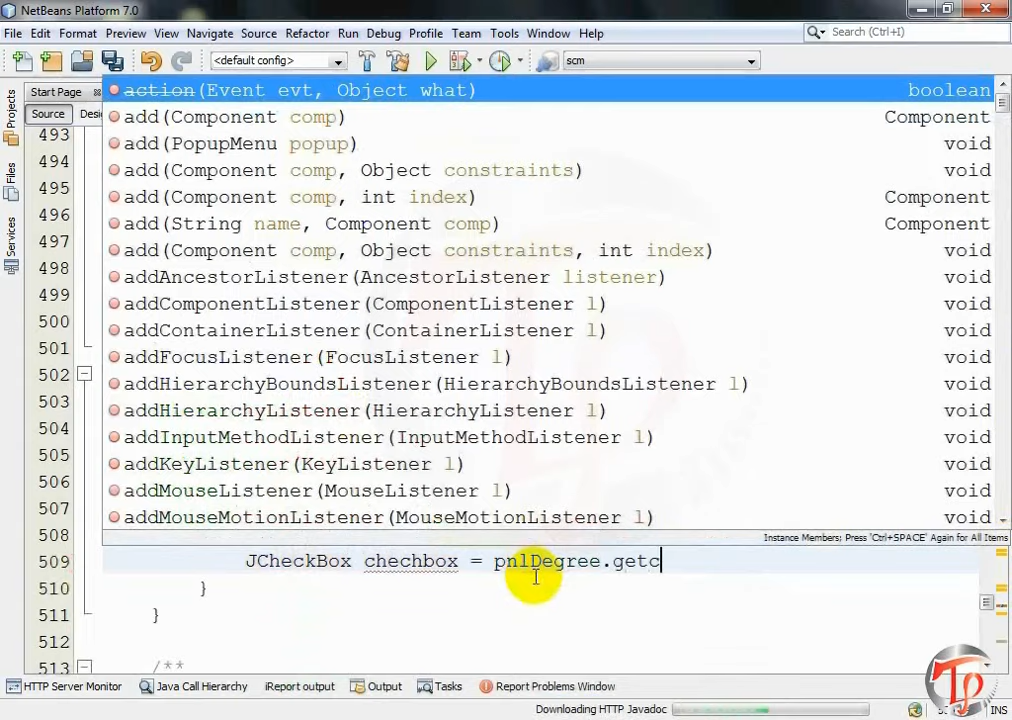 NetBeans Platform 7.0
File Edit Format Preview View Navigate Source Refactor Run Debug Profile Team Tools Window Help
Search (Ctrl+I)
<default config>
scm
Projects
Files
Services
Start Page
Source
action(Event evt, Object what) boolean
add(Component comp) Component
add(PopupMenu popup) void
add(Component comp, Object constraints) void
add(Component comp, int index) Component
add(String name, Component comp) Component
add(Component comp, Object constraints, int index) void
addAncestorListener(AncestorListener listener) void
addComponentListener(ComponentListener l) void
addContainerListener(ContainerListener l) void
addFocusListener(FocusListener l) void
addHierarchyBoundsListener(HierarchyBoundsListener l) void
addHierarchyListener(HierarchyListener l) void
addInputMethodListener(InputMethodListener l) void
addKeyListener(KeyListener l) void
addMouseListener(MouseListener l) void
addMouseMotionListener(MouseMotionListener l) void
Instance Members; Press 'Ctrl+SPACE' Again for All Items
493
494
495
496
497
498
499
500
501
502
503
504
505
506
507
508
509 JCheckBox chechbox = pnlDegree.getc
510 }
511 }
512
513 /**
HTTP Server Monitor Java Call Hierarchy iReport output Output Tasks Report Problems Window
Downloading HTTP Javadoc
INS
Tp